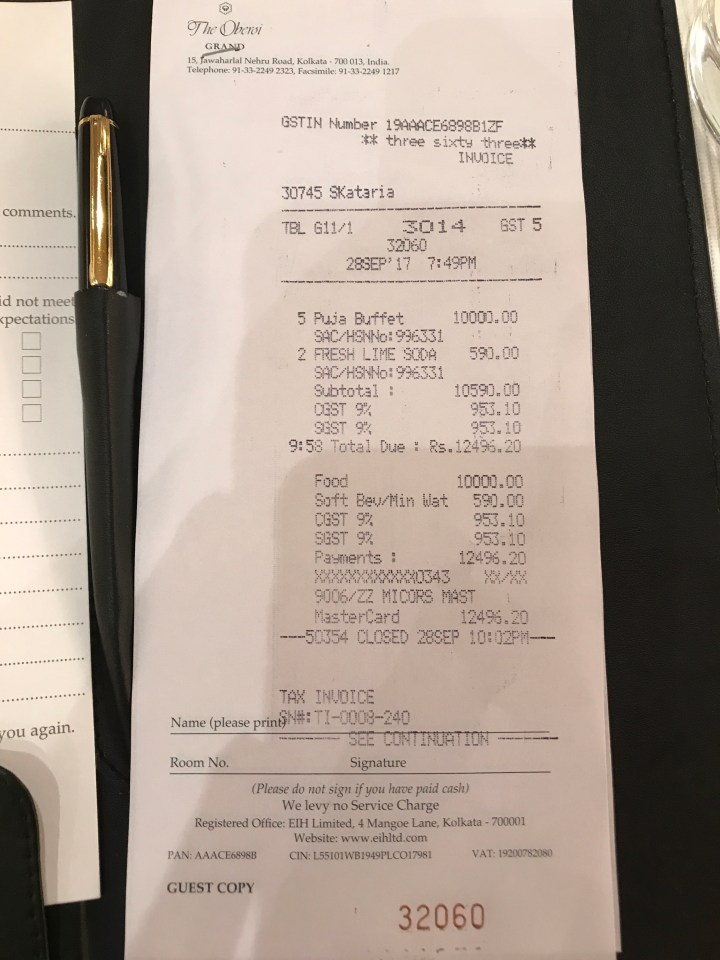 The Oberoi
GRAND
15, Jawaharlal Nehru Road, Kolkata - 700 013, India.
Telephone: 91-33-2249 2323, Facsimile: 91-33-2249 1217
GSTIN Number 19AAACE6898B1ZF
** three sixty three**
INVOICE
30745 SKataria
TBL G11/1 3014 GST 5
32060
28SEP'17 7:49PM
5 Puja Buffet 10000.00
SAC/HSNNo:996331
2 FRESH LIME SODA 590.00
SAC/HSNNo:996331
Subtotal : 10590.00
CGST 9% 953.10
SGST 9% 953.10
9:58 Total Due : Rs.12496.20
Food 10000.00
Soft Bev/Min Wat 590.00
CGST 9% 953.10
SGST 9% 953.10
Payments : 12496.20
XXXXXXXXXXXX0343 XX/XX
9006/ZZ MICORS MAST
MasterCard 12496.20
----50354 CLOSED 28SEP 10:02PM----
TAX INVOICE
Name (please print) SN#:TI-0008-240
SEE CONTINUATION
Room No. Signature
(Please do not sign if you have paid cash)
We levy no Service Charge
Registered Office: EIH Limited, 4 Mangoe Lane, Kolkata - 700001
Website: www.eihltd.com
PAN: AAACE6898B CIN: L55101WB1949PLCO17981 VAT: 19200782080
GUEST COPY
32060
comments.
did not meet
expectations
you again.